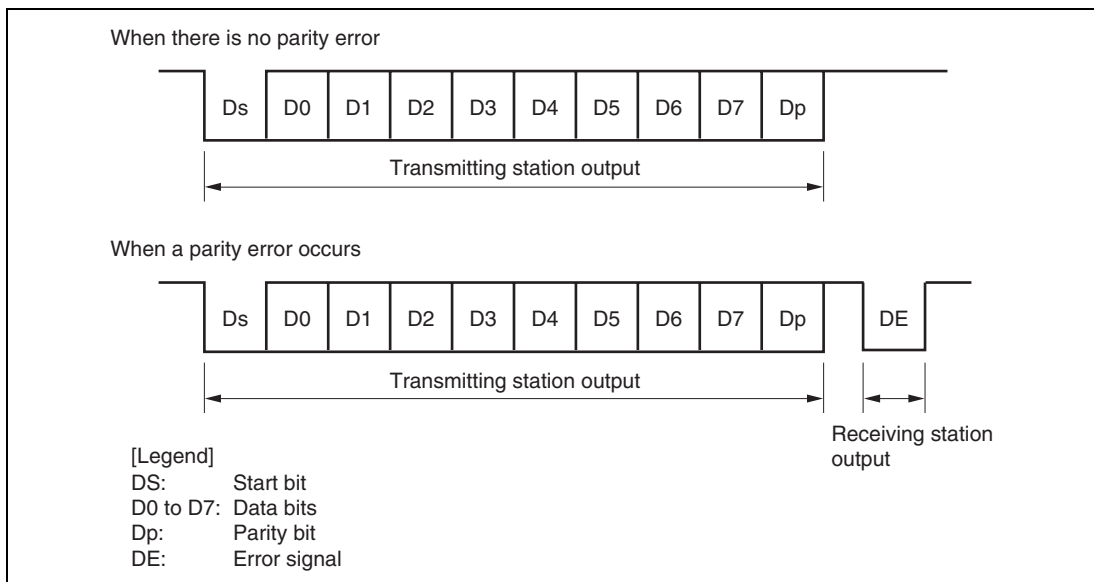 When there is no parity error
Ds D0 D1 D2 D3 D4 D5 D6 D7 Dp
Transmitting station output
When a parity error occurs
Ds D0 D1 D2 D3 D4 D5 D6 D7 Dp DE
Transmitting station output
Receiving station
output
[Legend]
DS: Start bit
D0 to D7: Data bits
Dp: Parity bit
DE: Error signal